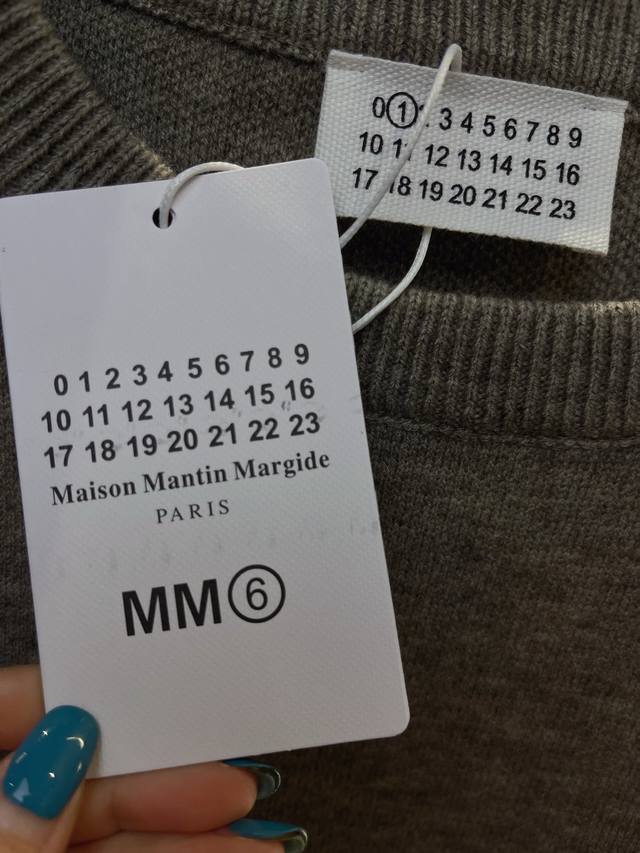 0 1 3 4 5 6 7 8 9
10 12 13 14 15 16
17 18 19 20 21 22 23
0 1 2 3 4 5 6 7 8 9
10 11 12 13 14 15 16
17 18 19 20 21 22 23
Maison Mantin Margide
PARIS
MM6